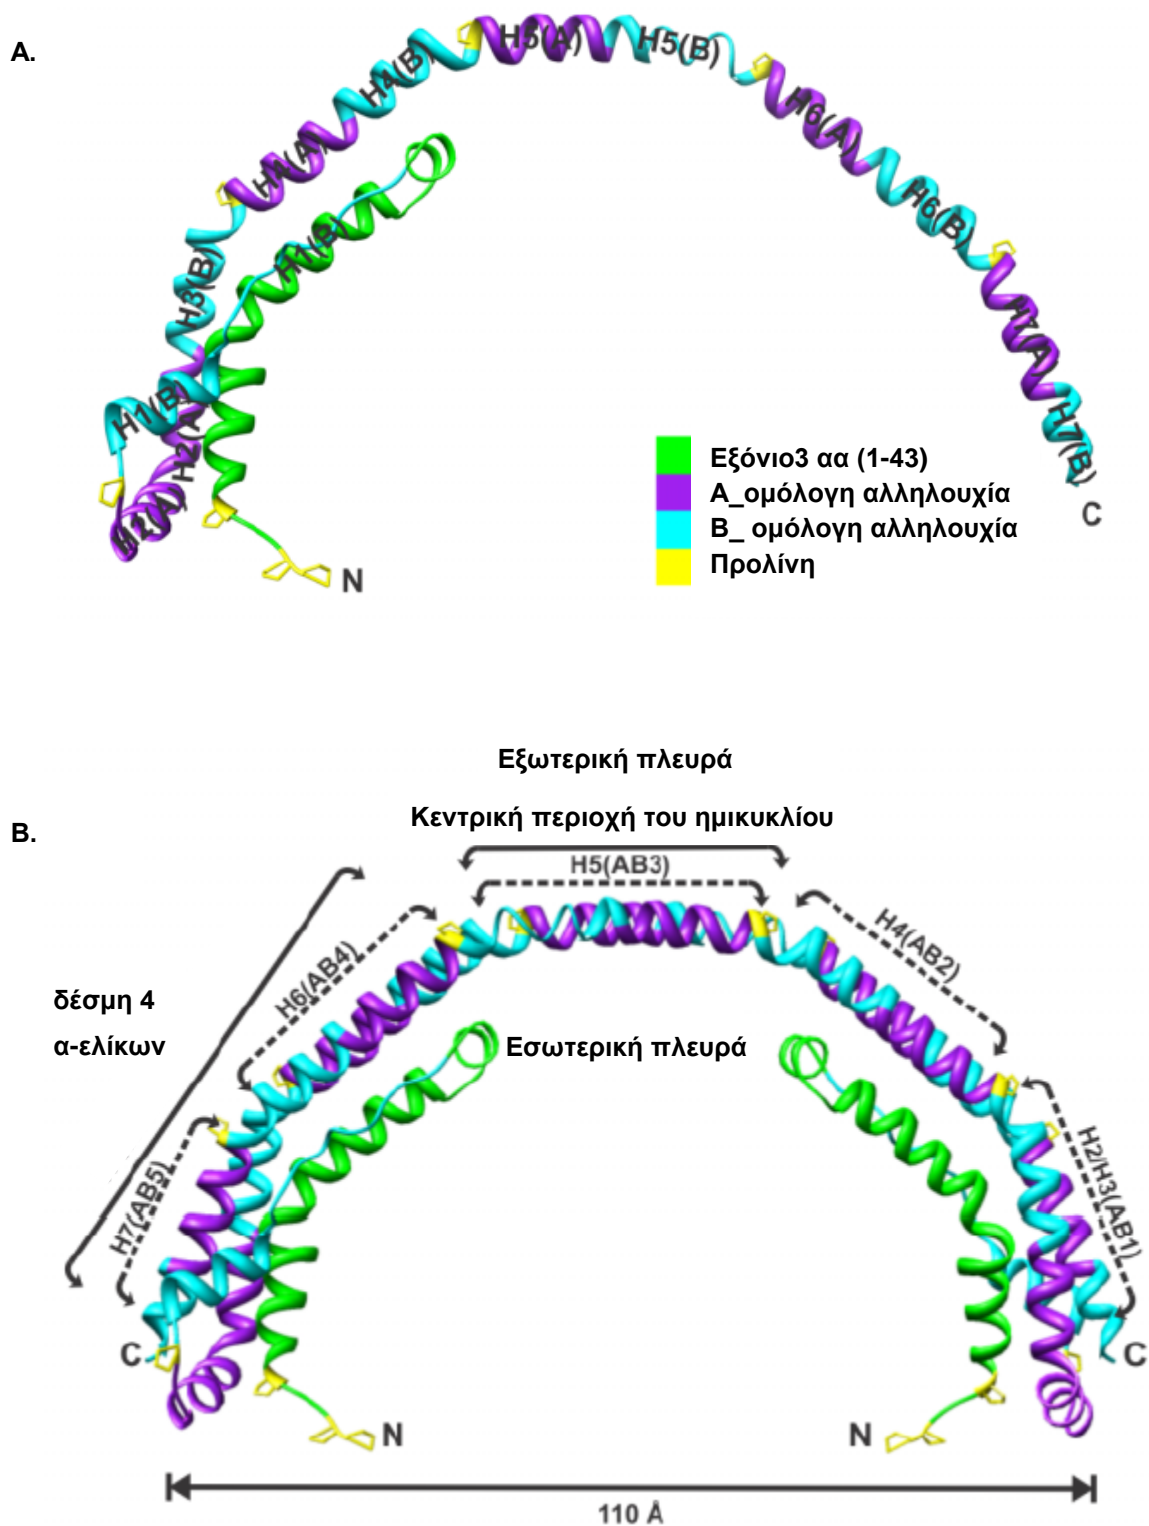 A.
H5(A)
H5(B)
H4(B)
H6(A)
H4(A)
H6(B)
H1(B)
H3(B)
H7(A)
H1(B)
H7(B)
H2(A)
H2(A)
C
N
Εξόνιο3 αα (1-43)
Α_ομόλογη αλληλουχία
Β_ ομόλογη αλληλουχία
Προλίνη
Εξωτερική πλευρά
Κεντρική περιοχή του ημικυκλίου
B.
H5(AB3)
H4(AB2)
H6(AB4)
δέσμη 4
α-ελίκων
Εσωτερική πλευρά
H7(AB5)
H2/H3(AB1)
C
C
N
N
110 Å